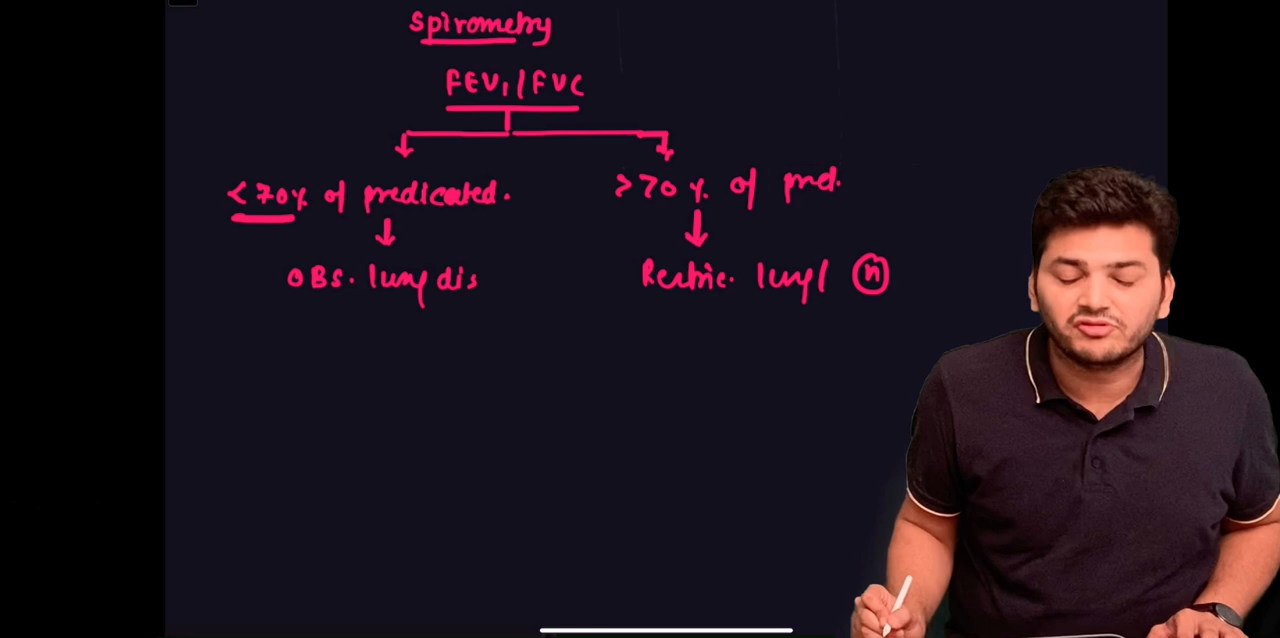 Spirometry
FEV₁/FVC
<70% of predicated.
>70% of pred.
OBS. lung dis
Restric. lung/ n